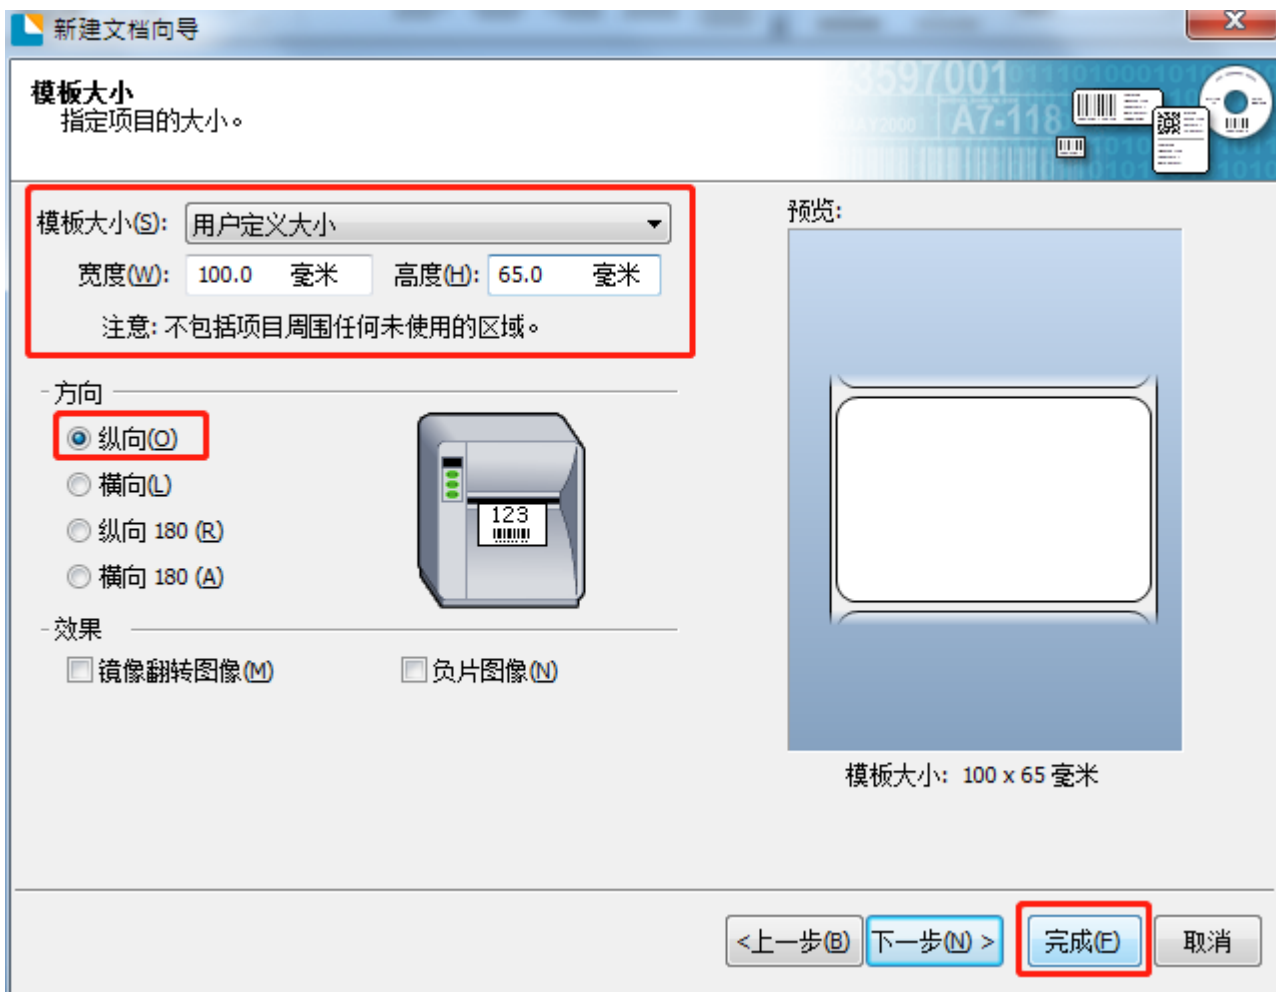 新建文档向导
模板大小
指定项目的大小。
3597001
A7-118
模板大小(S): 用户定义大小
宽度(W): 100.0 毫米 高度(H): 65.0 毫米
注意: 不包括项目周围任何未使用的区域。
预览:
方向
纵向(O)
横向(L)
纵向 180 (R)
横向 180 (A)
123
效果
镜像翻转图像(M) 负片图像(N)
模板大小: 100 x 65 毫米
<上一步(B) 下一步(N) > 完成(F) 取消